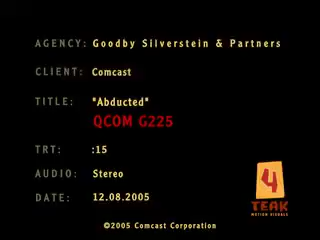 AGENCY: Goodby Silverstein & Partners
CLIENT: Comcast
TITLE: "Abducted"
QCOM G225
TRT: :15
AUDIO: Stereo
DATE: 12.08.2005
4
TEAK
MOTION VISUALS
©2005 Comcast Corporation